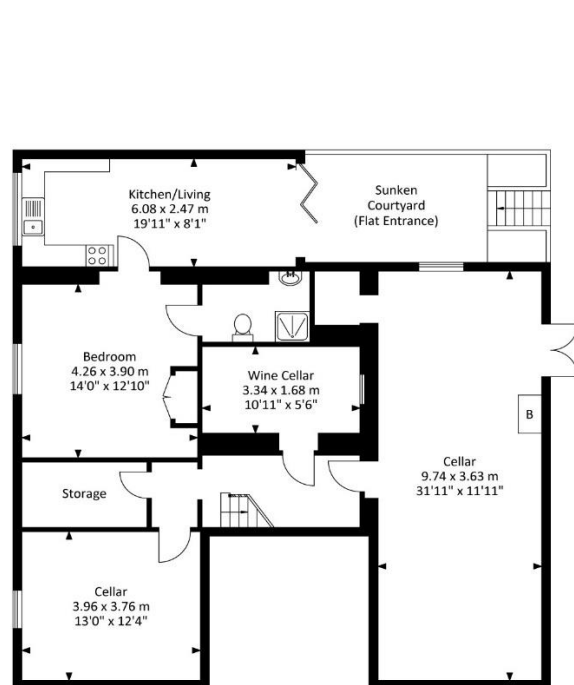 Kitchen/Living
6.08 x 2.47 m
19'11" x 8'1"
Sunken
Courtyard
(Flat Entrance)
Bedroom
4.26 x 3.90 m
14'0" x 12'10"
Wine Cellar
3.34 x 1.68 m
10'11" x 5'6"
B
Cellar
9.74 x 3.63 m
31'11" x 11'11"
Storage
Cellar
3.96 x 3.76 m
13'0" x 12'4"